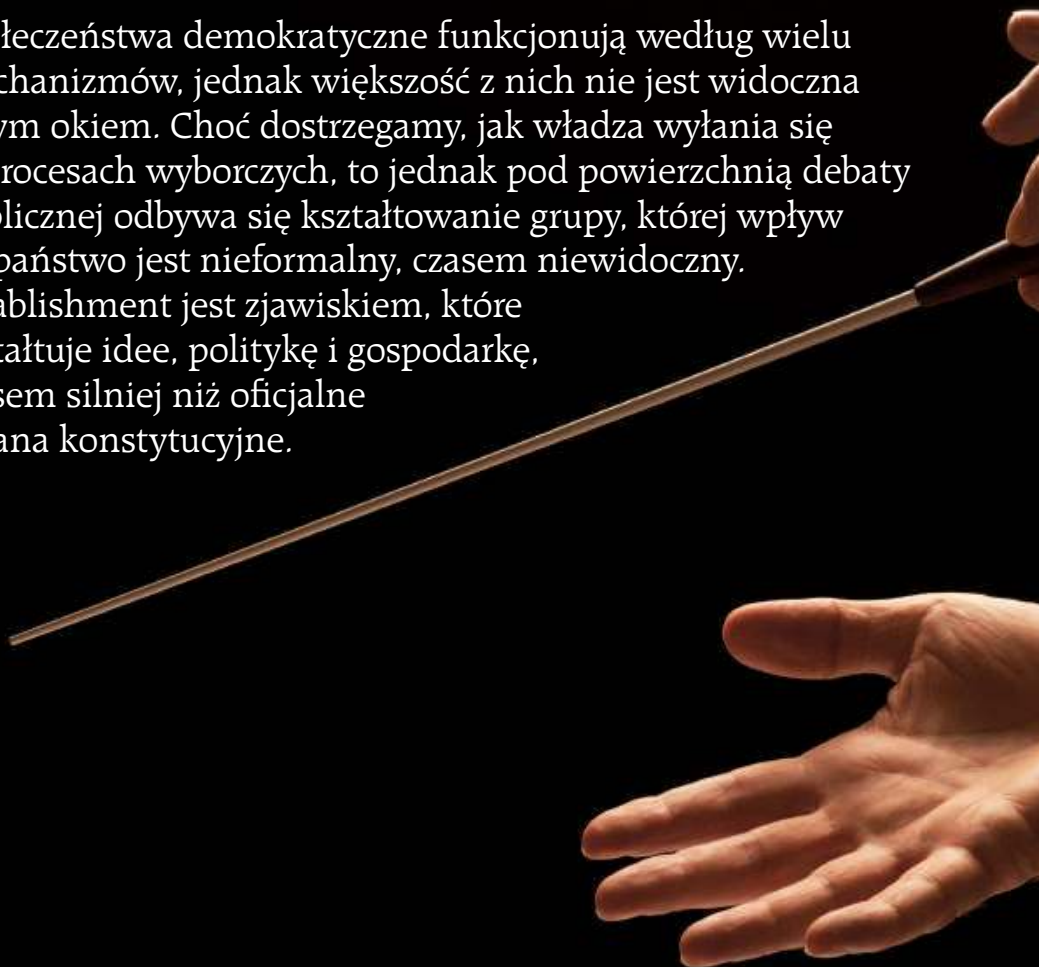 łeczeństwa demokratyczne funkcjonują według wielu
chanizmów, jednak większość z nich nie jest widoczna
ym okiem. Choć dostrzegamy, jak władza wyłania się
rocesach wyborczych, to jednak pod powierzchnią debaty
licznej odbywa się kształtowanie grupy, której wpływ
państwo jest nieformalny, czasem niewidoczny.
ablishment jest zjawiskiem, które
tałtuje idee, politykę i gospodarkę,
sem silniej niż oficjalne
ana konstytucyjne.